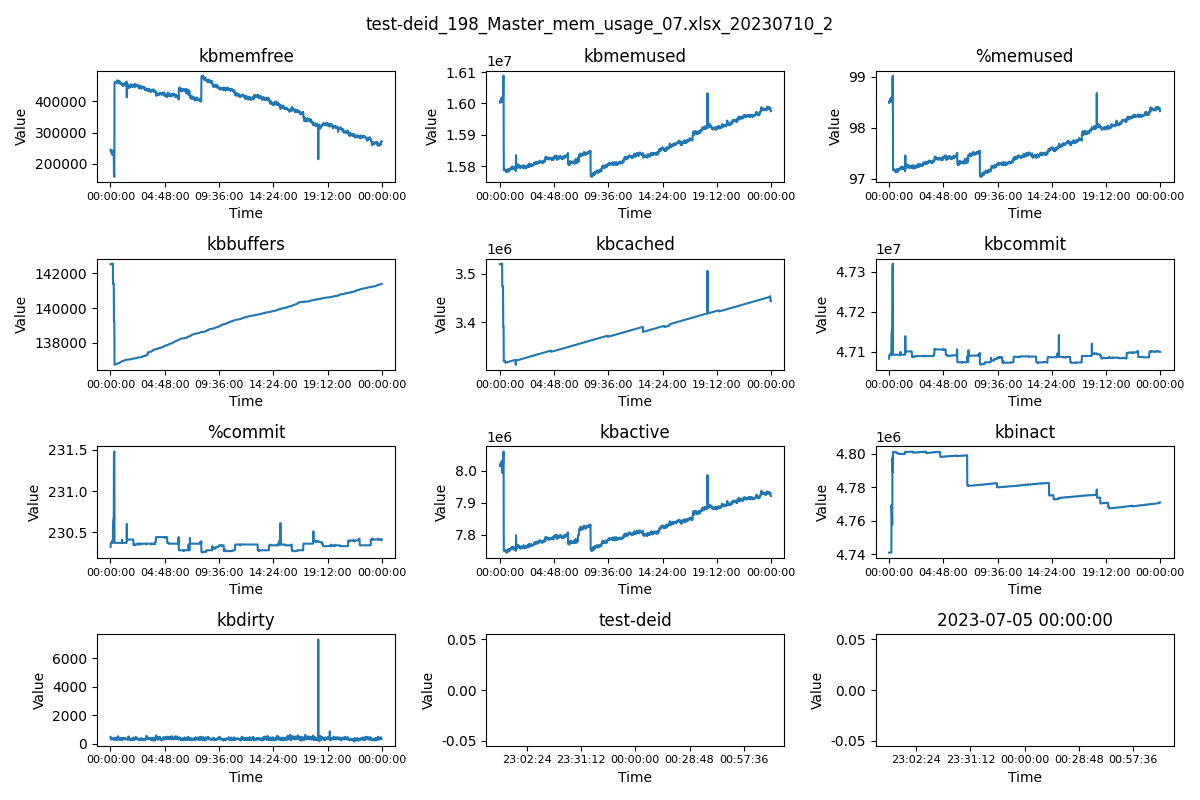 test-deid_198_Master_mem_usage_07.xlsx_20230710_2
kbmemfree
Value
400000
300000
200000
00:00:00 04:48:00 09:36:00 14:24:00 19:12:00 00:00:00
Time
kbmemused
1e7
Value
1.61
1.60
1.59
1.58
00:00:00 04:48:00 09:36:00 14:24:00 19:12:00 00:00:00
Time
%memused
Value
99
98
97
00:00:00 04:48:00 09:36:00 14:24:00 19:12:00 00:00:00
Time
kbbuffers
Value
142000
140000
138000
00:00:00 04:48:00 09:36:00 14:24:00 19:12:00 00:00:00
Time
kbcached
1e6
Value
3.5
3.4
00:00:00 04:48:00 09:36:00 14:24:00 19:12:00 00:00:00
Time
kbcommit
1e7
Value
4.73
4.72
4.71
00:00:00 04:48:00 09:36:00 14:24:00 19:12:00 00:00:00
Time
%commit
Value
231.5
231.0
230.5
00:00:00 04:48:00 09:36:00 14:24:00 19:12:00 00:00:00
Time
kbactive
1e6
Value
8.0
7.9
7.8
00:00:00 04:48:00 09:36:00 14:24:00 19:12:00 00:00:00
Time
kbinact
1e6
Value
4.80
4.78
4.76
4.74
00:00:00 04:48:00 09:36:00 14:24:00 19:12:00 00:00:00
Time
kbdirty
Value
6000
4000
2000
0
00:00:00 04:48:00 09:36:00 14:24:00 19:12:00 00:00:00
Time
test-deid
Value
0.05
0.00
-0.05
23:02:24 23:31:12 00:00:00 00:28:48 00:57:36
Time
2023-07-05 00:00:00
Value
0.05
0.00
-0.05
23:02:24 23:31:12 00:00:00 00:28:48 00:57:36
Time